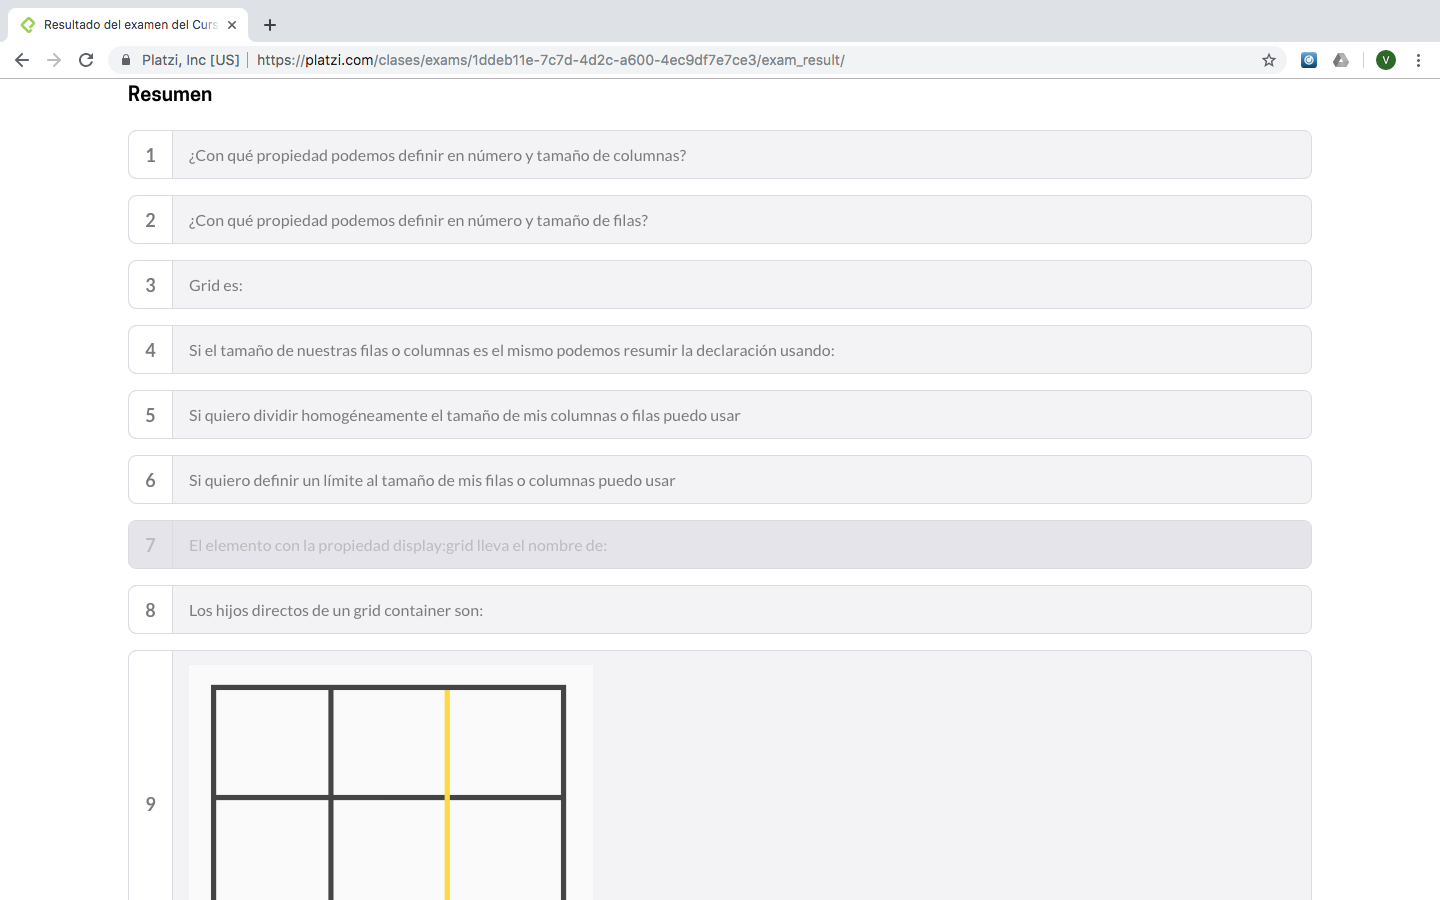 Resultado del examen del Curs
Platzi, Inc [US] https://platzi.com/clases/exams/1ddeb11e-7c7d-4d2c-a600-4ec9df7e7ce3/exam_result/
V
Resumen
1 ¿Con qué propiedad podemos definir en número y tamaño de columnas?
2 ¿Con qué propiedad podemos definir en número y tamaño de filas?
3 Grid es:
4 Si el tamaño de nuestras filas o columnas es el mismo podemos resumir la declaración usando:
5 Si quiero dividir homogéneamente el tamaño de mis columnas o filas puedo usar
6 Si quiero definir un límite al tamaño de mis filas o columnas puedo usar
7 El elemento con la propiedad display:grid lleva el nombre de:
8 Los hijos directos de un grid container son:
9